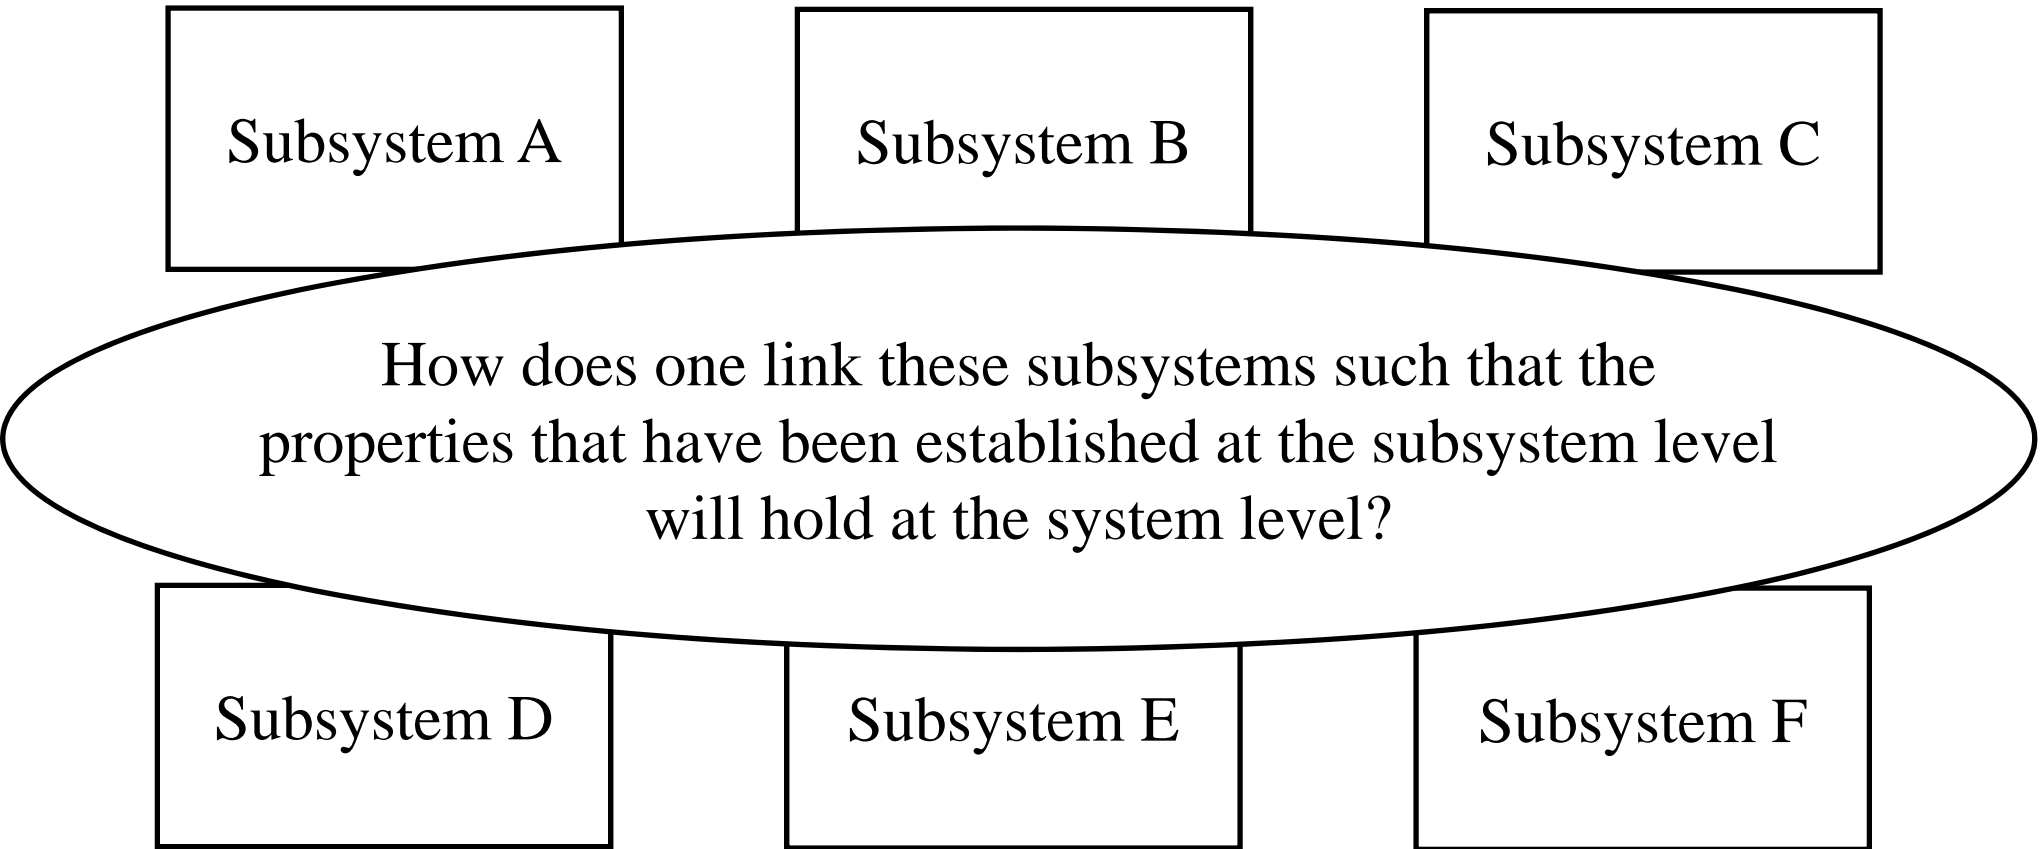 Subsystem A
Subsystem B
Subsystem C
How does one link these subsystems such that the
properties that have been established at the subsystem level
will hold at the system level?
Subsystem D
Subsystem E
Subsystem F